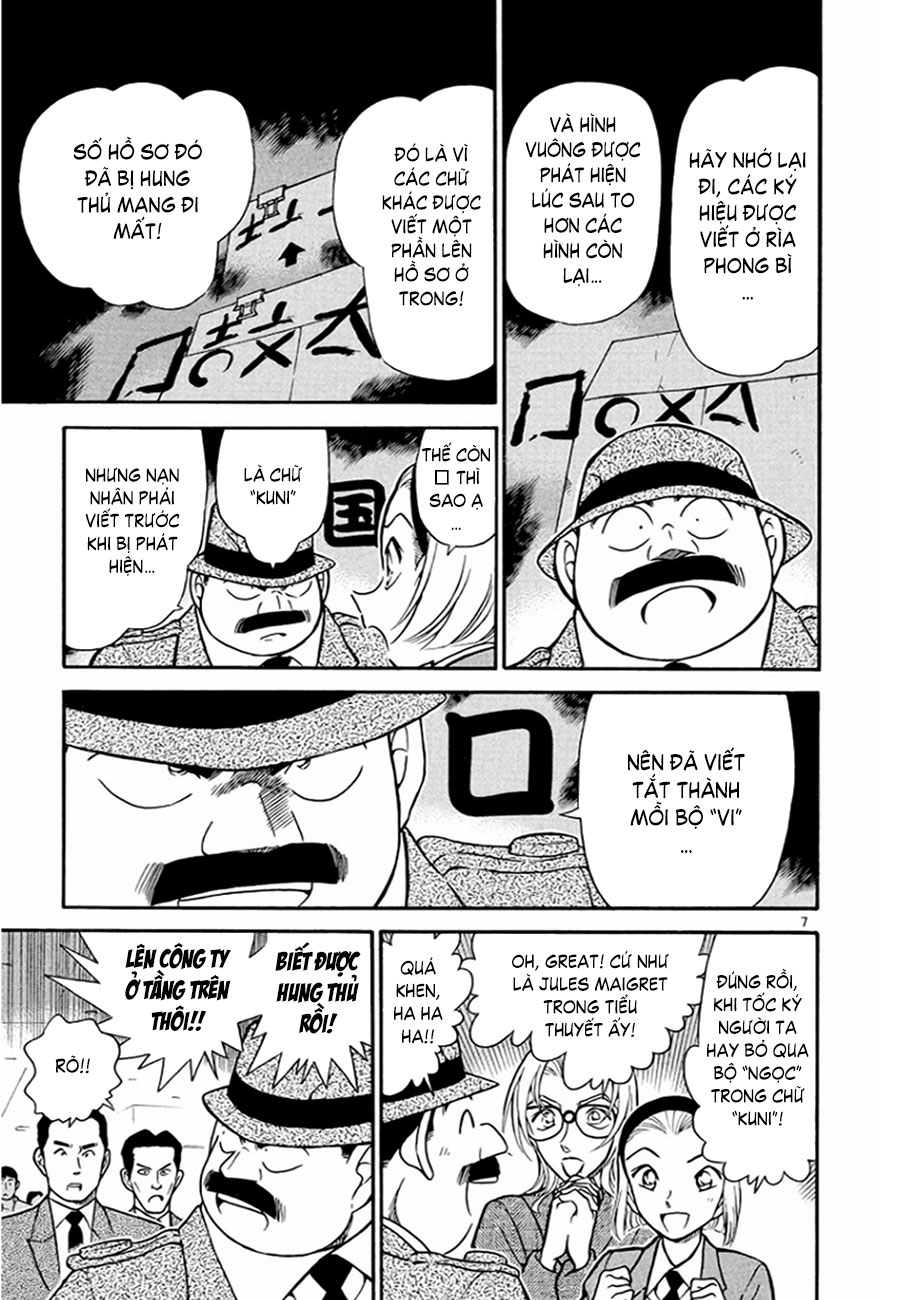 HÃY NHỚ LẠI
ĐI, CÁC KÝ
HIỆU ĐƯỢC
VIẾT Ở RÌA
PHONG BÌ
...
VÀ HÌNH
VUÔNG ĐƯỢC
PHÁT HIỆN
LÚC SAU TO
HƠN CÁC
HÌNH CÒN
LẠI...
ĐÓ LÀ VÌ
CÁC CHỮ
KHÁC ĐƯỢC
VIẾT MỘT
PHẦN LÊN
HỒ SƠ Ở
TRONG!
SỐ HỒ SƠ ĐÓ
ĐÃ BỊ HUNG
THỦ MANG ĐI
MẤT!
THẾ CÒN
□ THÌ
SAO Ạ
...
国
LÀ CHỮ
"KUNI"
NHƯNG NẠN
NHÂN PHẢI
VIẾT TRƯỚC
KHI BỊ PHÁT
HIỆN...
NÊN ĐÃ VIẾT
TẮT THÀNH
MỖI BỘ "VI"
...
口
7
ĐÚNG RỒI,
KHI TỐC KÝ
NGƯỜI TA
HAY BỎ QUA
BỘ "NGỌC"
TRONG CHỮ
"KUNI"!
OH, GREAT! CỨ NHƯ
LÀ JULES MAIGRET
TRONG TIỂU
THUYẾT ẤY!
QUÁ
KHEN,
HA HA
HA!!
BIẾT ĐƯỢC
HUNG THỦ
RỒI!
LÊN CÔNG TY
Ở TẦNG TRÊN
THÔI!!
RÕ!!